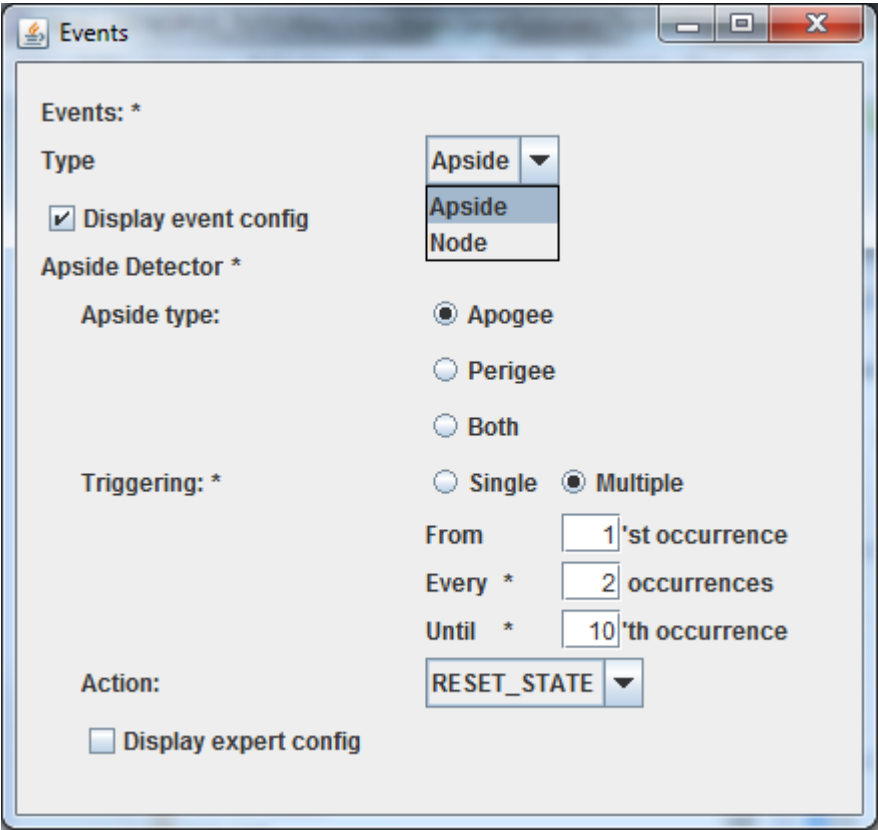 Events
Events: *
Type Apside
Apside
Display event config
Node
Apside Detector *
Apside type: Apogee
Perigee
Both
Triggering: * Single Multiple
From 1 'st occurrence
Every * 2 occurrences
Until * 10 'th occurrence
Action: RESET_STATE
Display expert config